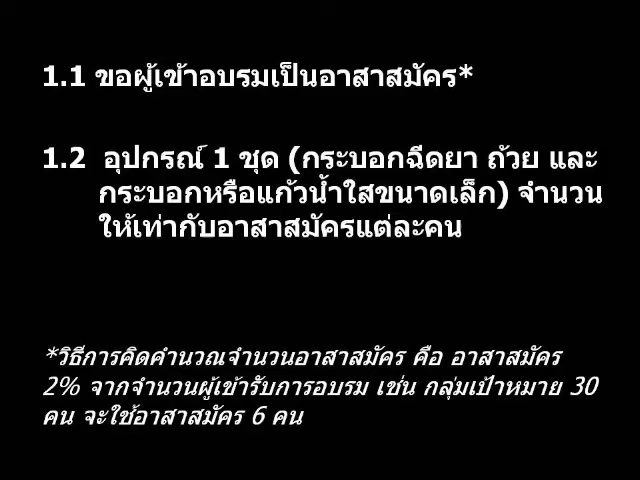 1.1 ขอผู้เข้าอบรมเป็นอาสาสมัคร*
1.2 อุปกรณ์ 1 ชุด (กระบอกฉีดยา ถ้วย และ
กระบอกหรือแก้วน้ำใสขนาดเล็ก) จำนวน
ให้เท่ากับอาสาสมัครแต่ละคน
*วิธีการคิดคำนวณจำนวนอาสาสมัคร คือ อาสาสมัคร
2% จากจำนวนผู้เข้ารับการอบรม เช่น กลุ่มเป้าหมาย 30
คน จะใช้อาสาสมัคร 6 คน